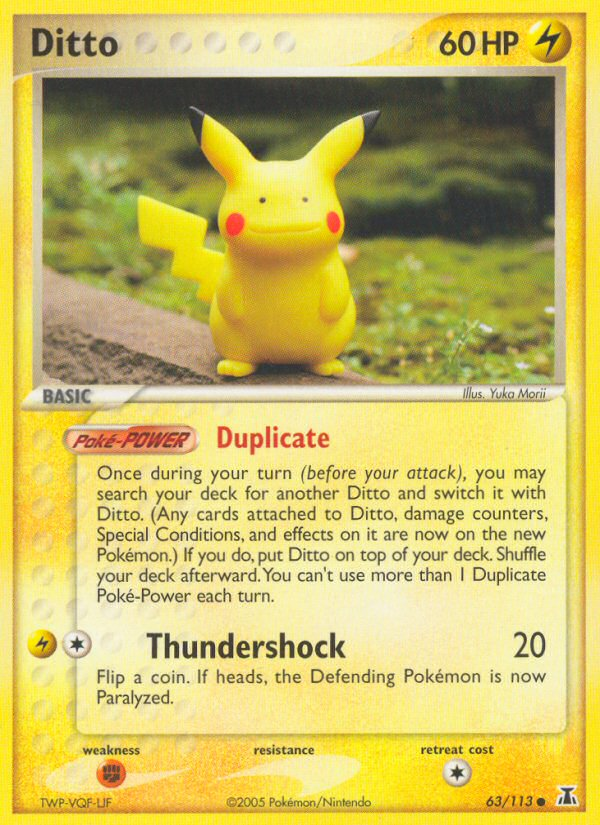 Ditto
60 HP
BASIC
Illus. Yuka Morii
Poké-POWER Duplicate
Once during your turn (before your attack), you may
search your deck for another Ditto and switch it with
Ditto. (Any cards attached to Ditto, damage counters,
Special Conditions, and effects on it are now on the new
Pokémon.) If you do, put Ditto on top of your deck. Shuffle
your deck afterward. You can't use more than 1 Duplicate
Poké-Power each turn.
Thundershock 20
Flip a coin. If heads, the Defending Pokémon is now
Paralyzed.
weakness resistance retreat cost
TWP-VQF-UF ©2005 Pokémon/Nintendo 63/113